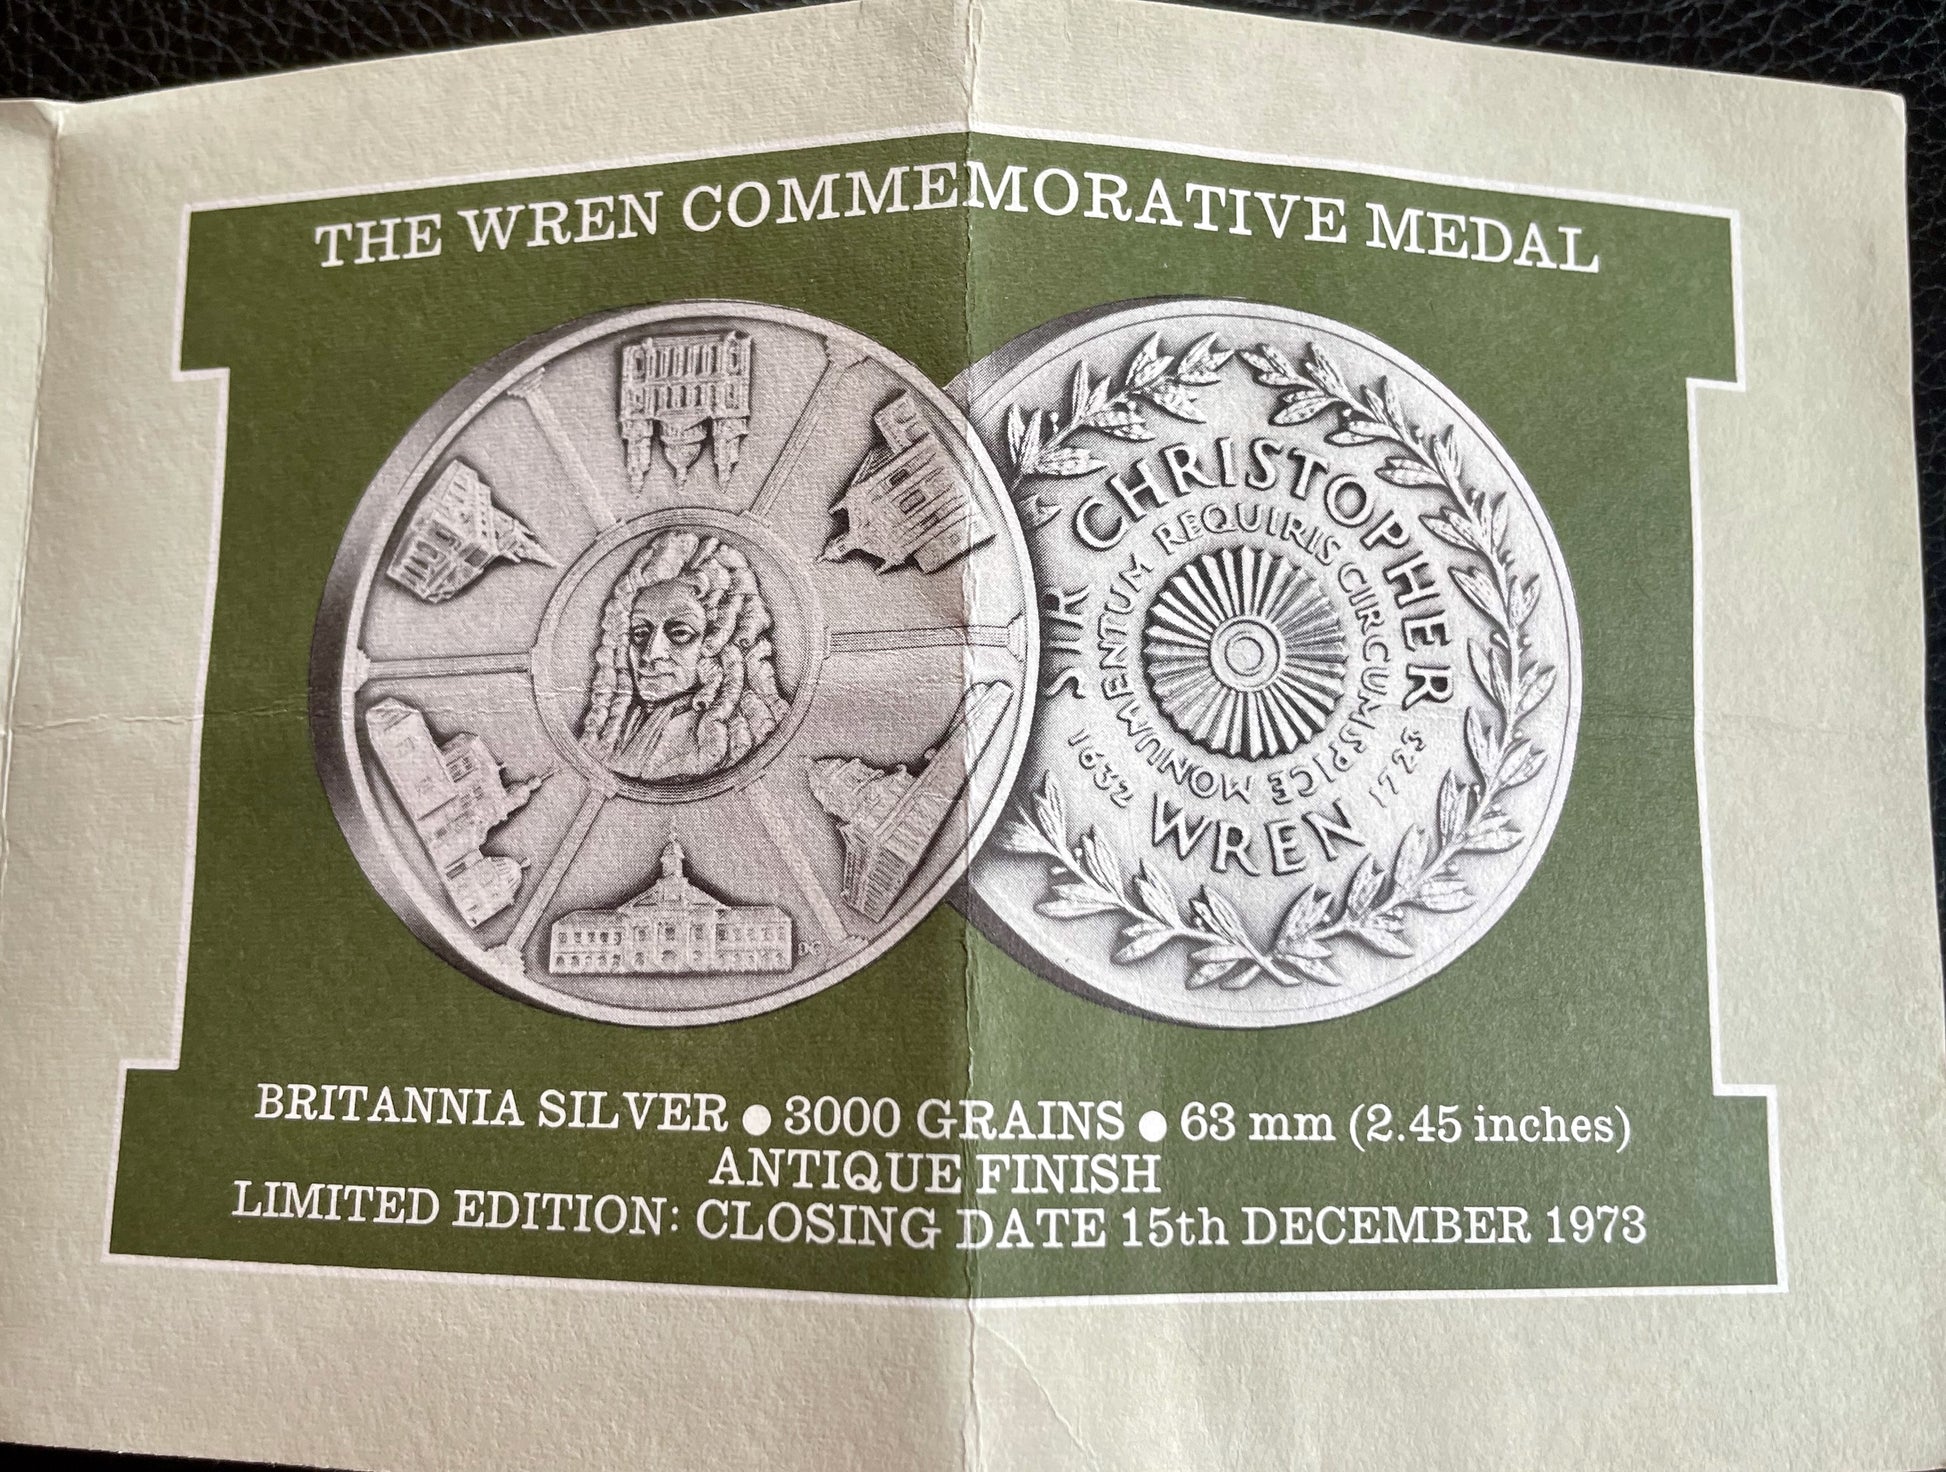 THE WREN COMMEMORATIVE MEDAL
SIR CHRISTOPHER
WREN
1632 1723
MONUMENTUM REQUIRIS CIRCUMSPICE
DC
BRITANNIA SILVER ● 3000 GRAINS ● 63 mm (2.45 inches)
ANTIQUE FINISH
LIMITED EDITION: CLOSING DATE 15th DECEMBER 1973